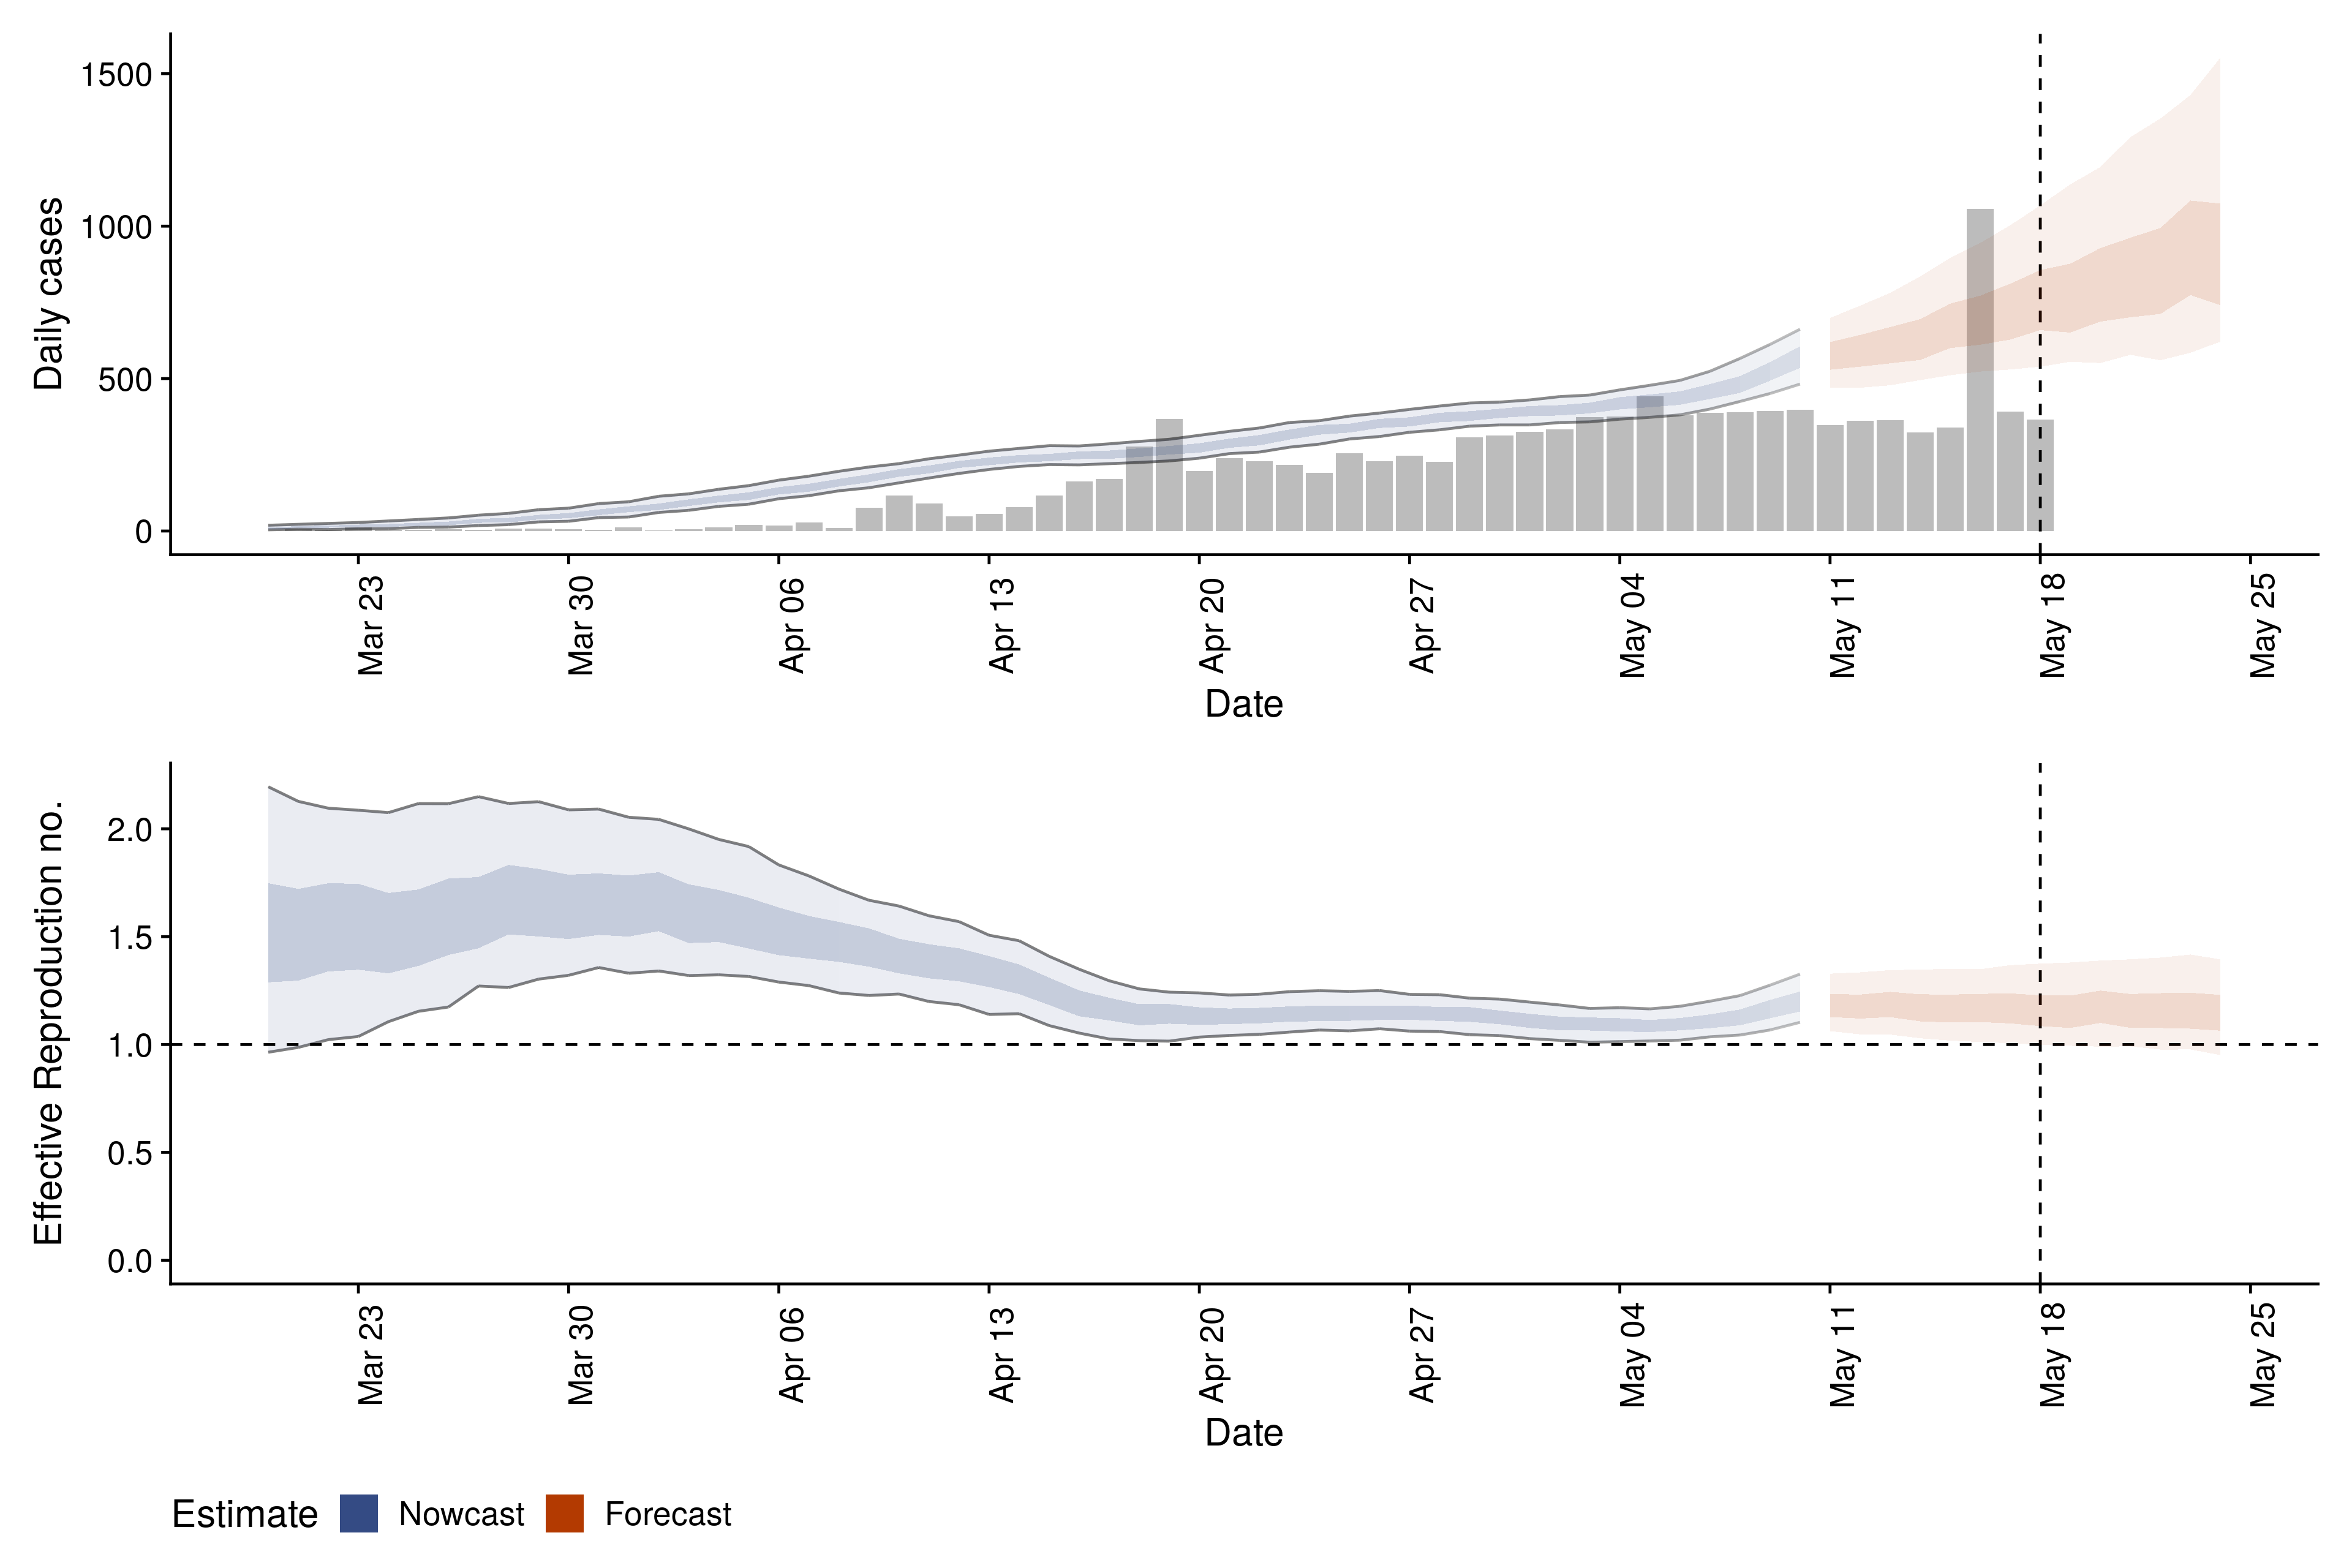 Daily cases
1500
1000
500
0
Mar 23
Mar 30
Apr 06
Apr 13
Apr 20
Apr 27
May 04
May 11
May 18
May 25
Date
Effective Reproduction no.
2.0
1.5
1.0
0.5
0.0
Mar 23
Mar 30
Apr 06
Apr 13
Apr 20
Apr 27
May 04
May 11
May 18
May 25
Date
Estimate Nowcast Forecast